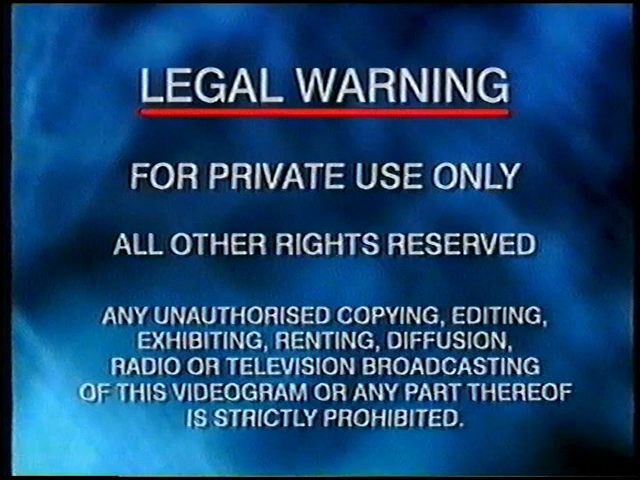 LEGAL WARNING
FOR PRIVATE USE ONLY
ALL OTHER RIGHTS RESERVED
ANY UNAUTHORISED COPYING, EDITING,
EXHIBITING, RENTING, DIFFUSION,
RADIO OR TELEVISION BROADCASTING
OF THIS VIDEOGRAM OR ANY PART THEREOF
IS STRICTLY PROHIBITED.